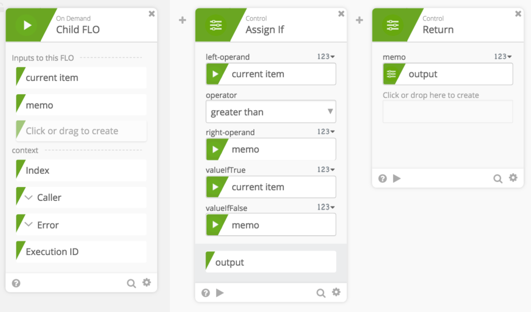 On Demand
Child FLO
Inputs to this FLO
current item
memo
Click or drag to create
context
Index
Caller
Error
Execution ID
Control
Assign If
left-operand 123
current item
operator
greater than
right-operand 123
memo
valueIfTrue 123
current item
valueIfFalse 123
memo
output
Control
Return
memo 123
output
Click or drop here to create